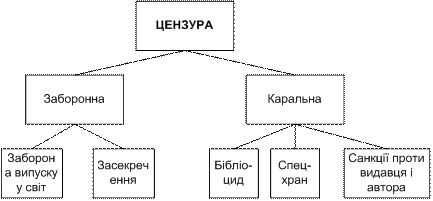 ЦЕНЗУРА
Заборонна
Каральна
Заборон
а випуску
у світ
Засекреч
ення
Бібліо-
цид
Спец-
хран
Санкції проти
видавця і
автора